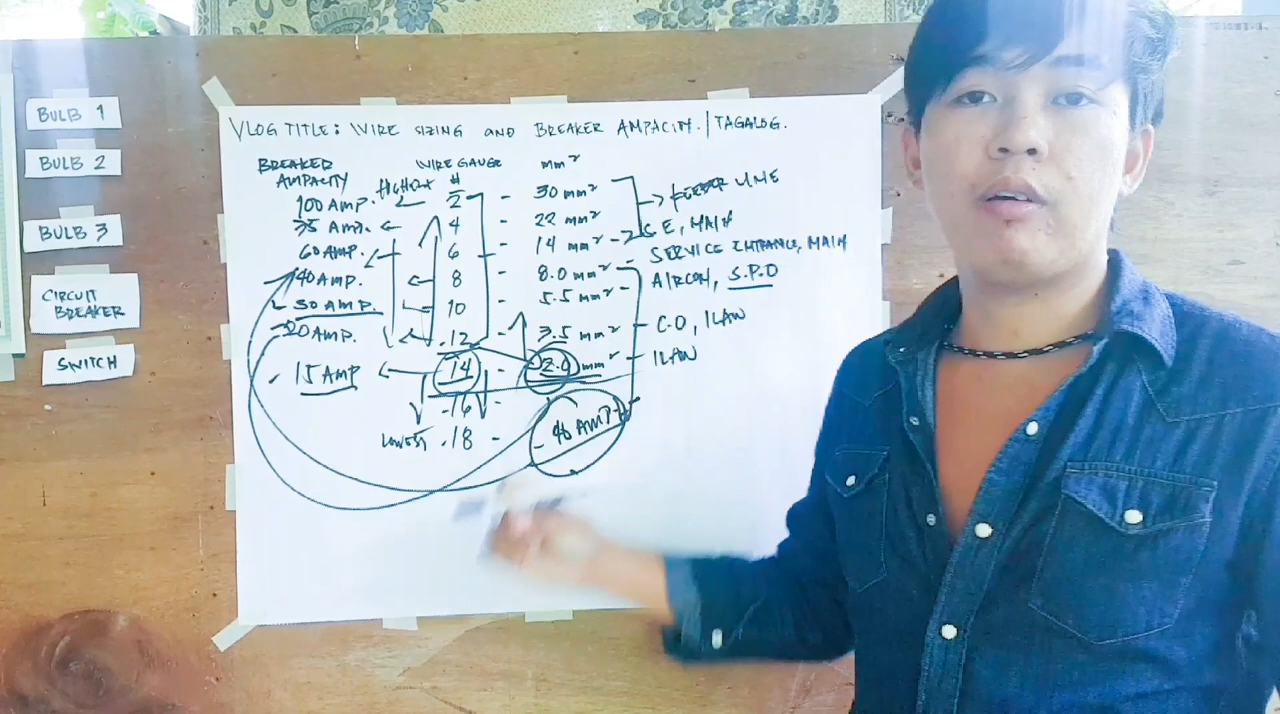 BULB 1
BULB 2
BULB 3
CIRCUIT
BREAKER
SWITCH
VLOG TITLE: WIRE SIZING AND BREAKER AMPACITY. / TAGALOG.
BREAKER AMPACITY
WIRE GAUGE #
mm²
100 AMP. HIGHEST 2 - 30 mm² FEEDER LINE
75 AMP. 4 - 22 mm² S.E, MAIN
60 AMP. 6 - 14 mm² - SERVICE ENTRANCE, MAIN
40 AMP. 8 - 8.0 mm² AIRCON, S.P.O
30 AMP. 10 - 5.5 mm²
20 AMP. 12 - 3.5 mm² - C.O, ILAW
15 AMP 14 - 2.0 mm² - ILAW
16 -
LOWEST 18 -
40 AMP